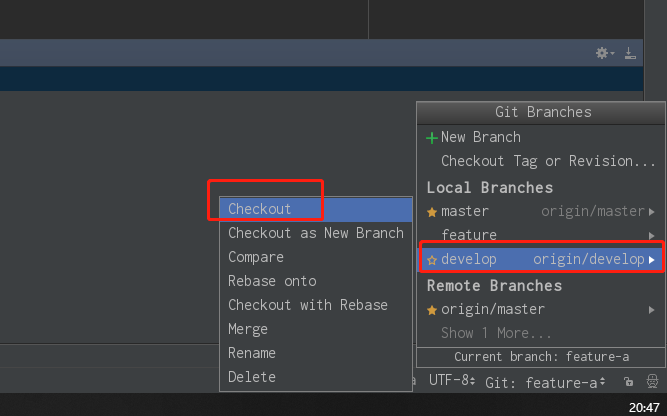 Git Branches
New Branch
Checkout Tag or Revision...
Local Branches
master origin/master
feature
develop origin/develop
Remote Branches
origin/master
Show 1 More...
Current branch: feature-a
Checkout
Checkout as New Branch
Compare
Rebase onto
Checkout with Rebase
Merge
Rename
Delete
UTF-8 Git: feature-a
20:47